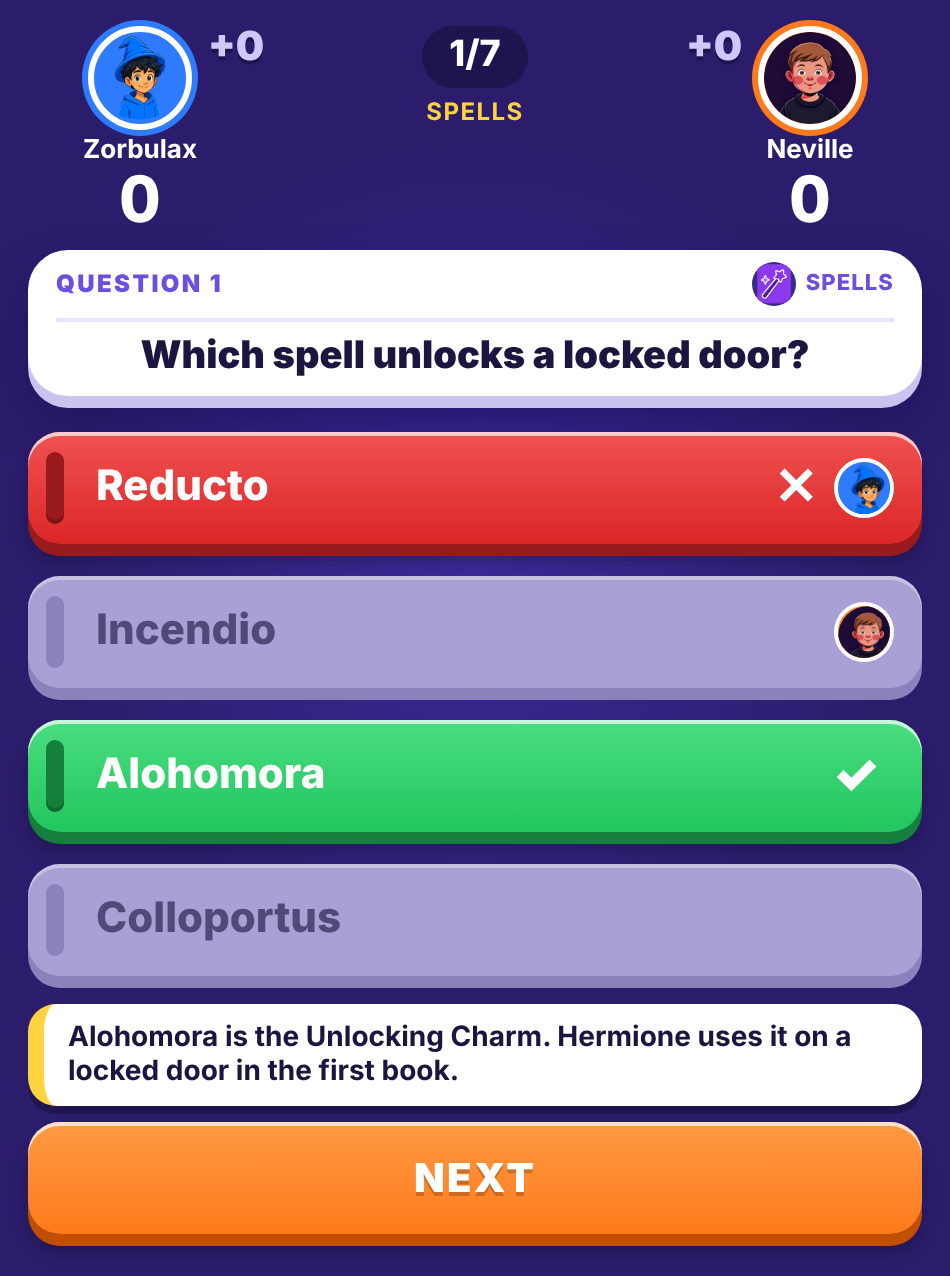 +0
1/7
+0
SPELLS
Zorbulax
Neville
0
0
QUESTION 1
SPELLS
Which spell unlocks a locked door?
Reducto
Incendio
Alohomora
Colloportus
Alohomora is the Unlocking Charm. Hermione uses it on a
locked door in the first book.
NEXT